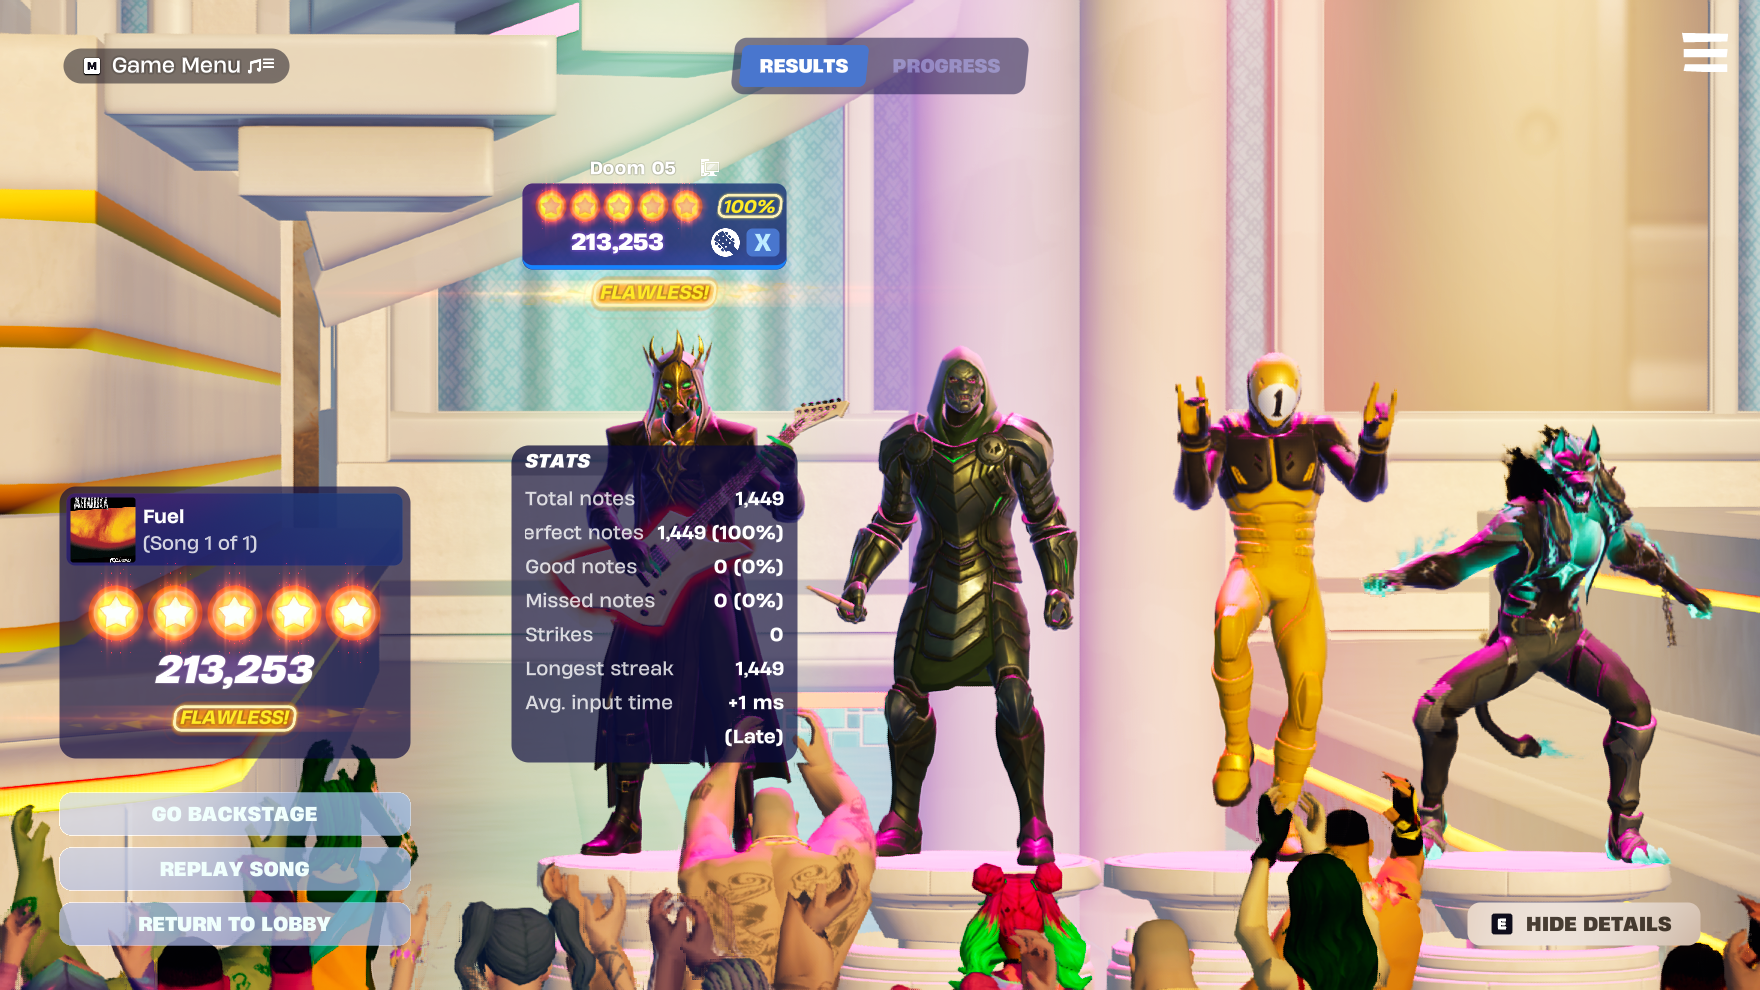 M Game Menu
RESULTS PROGRESS
Doom 05
100%
213,253
X
FLAWLESS!
1
STATS
Total notes 1,449
erfect notes 1,449 (100%)
Good notes 0 (0%)
Missed notes 0 (0%)
Strikes 0
Longest streak 1,449
Avg. input time +1 ms
(Late)
Fuel
(Song 1 of 1)
213,253
FLAWLESS!
GO BACKSTAGE
REPLAY SONG
RETURN TO LOBBY
E HIDE DETAILS